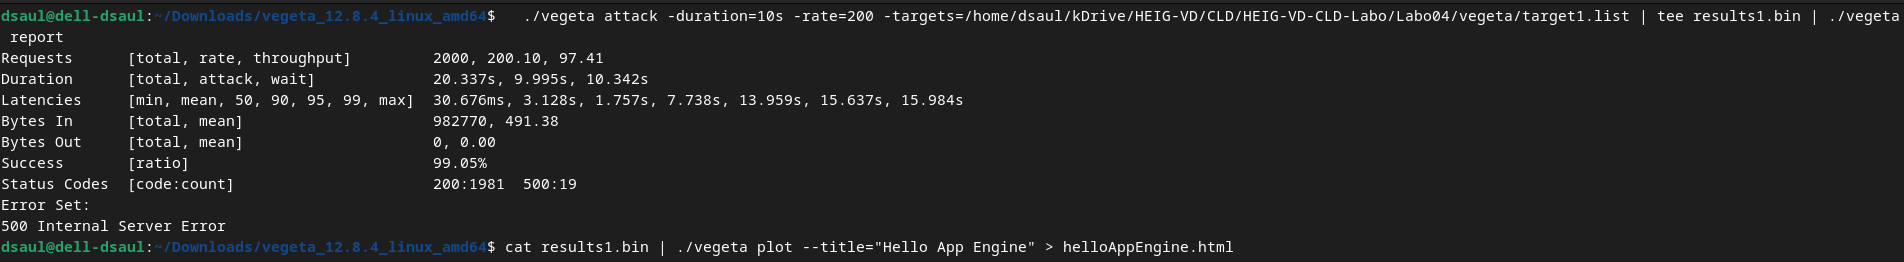 dsaul@dell-dsaul:~/Downloads/vegeta_12.8.4_linux_amd64$   ./vegeta attack -duration=10s -rate=200 -targets=/home/dsaul/kDrive/HEIG-VD/CLD/HEIG-VD-CLD-Labo/Labo04/vegeta/target1.list | tee results1.bin | ./vegeta
 report
Requests      [total, rate, throughput]         2000, 200.10, 97.41
Duration      [total, attack, wait]             20.337s, 9.995s, 10.342s
Latencies     [min, mean, 50, 90, 95, 99, max]  30.676ms, 3.128s, 1.757s, 7.738s, 13.959s, 15.637s, 15.984s
Bytes In      [total, mean]                     982770, 491.38
Bytes Out     [total, mean]                     0, 0.00
Success       [ratio]                           99.05%
Status Codes  [code:count]                      200:1981  500:19
Error Set:
500 Internal Server Error
dsaul@dell-dsaul:~/Downloads/vegeta_12.8.4_linux_amd64$ cat results1.bin | ./vegeta plot --title="Hello App Engine" > helloAppEngine.html